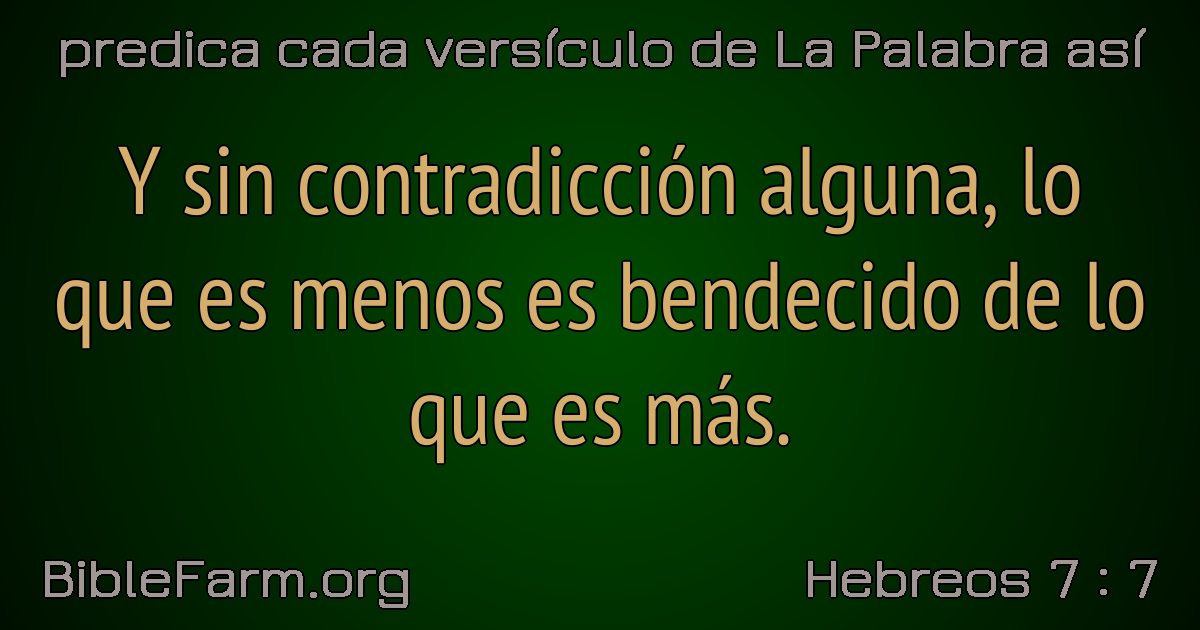 predica cada versículo de La Palabra así
Y sin contradicción alguna, lo
que es menos es bendecido de lo
que es más.
BibleFarm.org
Hebreos 7 : 7